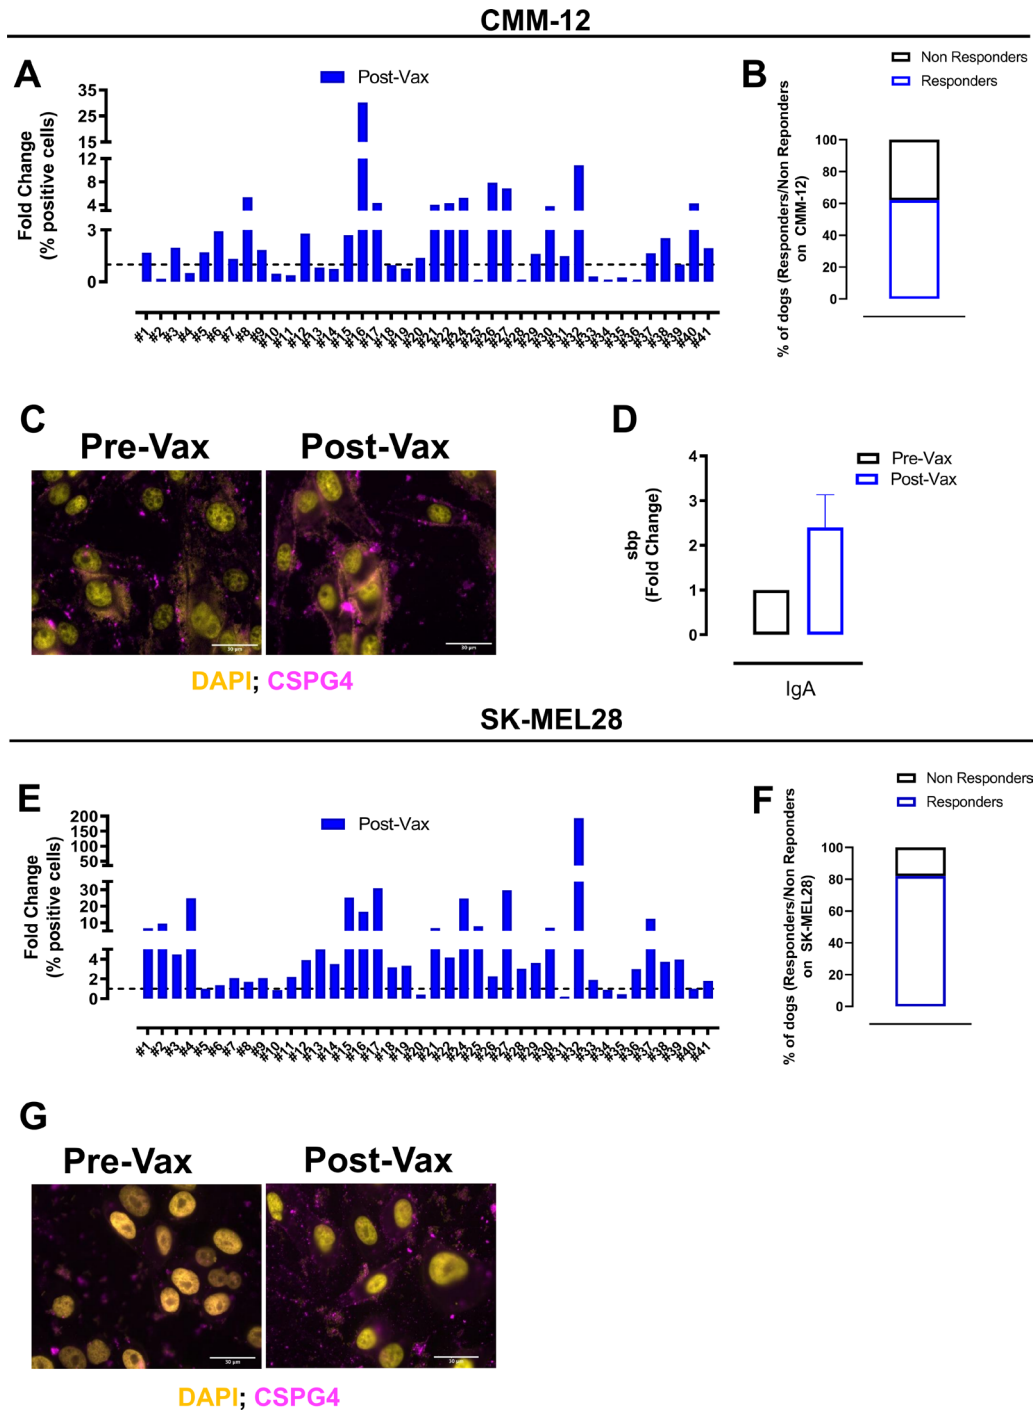 CMM-12
A
Post-Vax
Fold Change
(% positive cells)
35
25
15
12
8
4
3
0
#1 #2 #3 #4 #5 #6 #7 #8 #9 #10 #11 #12 #13 #14 #15 #16 #17 #18 #19 #20 #21 #22 #24 #25 #26 #27 #28 #29 #30 #31 #32 #33 #34 #35 #36 #37 #38 #39 #40 #41
B
Non Responders
Responders
% of dogs (Responders/Non Reponders
on CMM-12)
100
80
60
40
20
0
C
Pre-Vax
Post-Vax
30 µm
30 µm
DAPI; CSPG4
D
Pre-Vax
Post-Vax
sbp
(Fold Change)
4
3
2
1
0
IgA
SK-MEL28
E
Post-Vax
Fold Change
(% positive cells)
200
150
100
50
30
20
10
4
2
0
#1 #2 #3 #4 #5 #6 #7 #8 #9 #10 #11 #12 #13 #14 #15 #16 #17 #18 #19 #20 #21 #22 #24 #25 #26 #27 #28 #29 #30 #31 #32 #33 #34 #35 #36 #37 #38 #39 #40 #41
F
Non Responders
Responders
% of dogs (Responders/Non Reponders
on SK-MEL28)
100
80
60
40
20
0
G
Pre-Vax
Post-Vax
30 µm
30 µm
DAPI; CSPG4